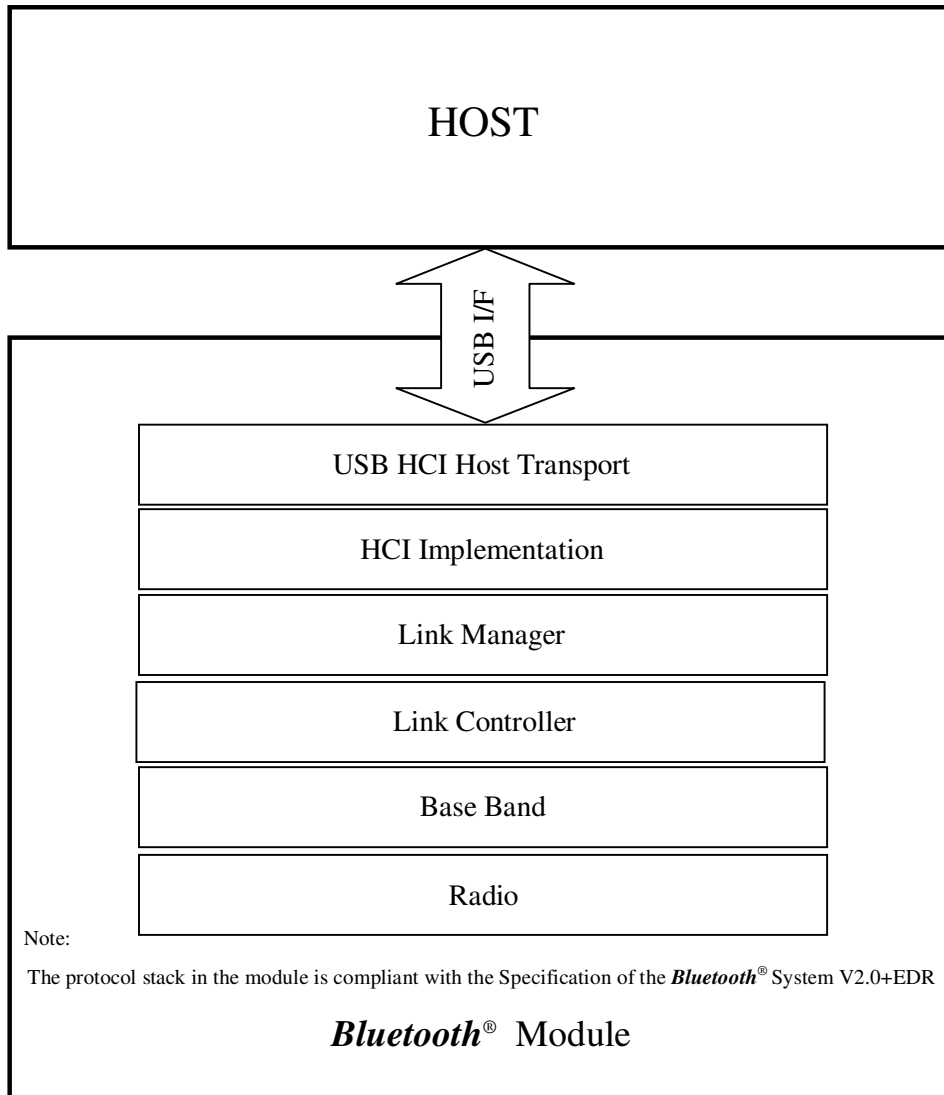 HOST
USB I/F
USB HCI Host Transport
HCI Implementation
Link Manager
Link Controller
Base Band
Radio
Note:
The protocol stack in the module is compliant with the Specification of the Bluetooth® System V2.0+EDR
Bluetooth® Module